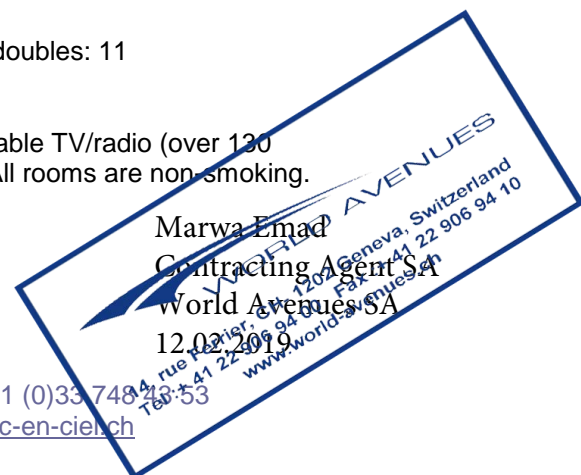 doubles: 11
able TV/radio (over 130
All rooms are non-smoking.
Marwa Emad
Contracting Agent SA
World Avenues SA
12.02.2019
WORLD AVENUES
14, rue Ferrier, CH- 1202 Geneva, Switzerland
Tel: + 41 22 906 94 00 Fax : + 41 22 906 94 10
www.world-avenues.ch
1 (0)33 748 43 53
c-en-ciel.ch